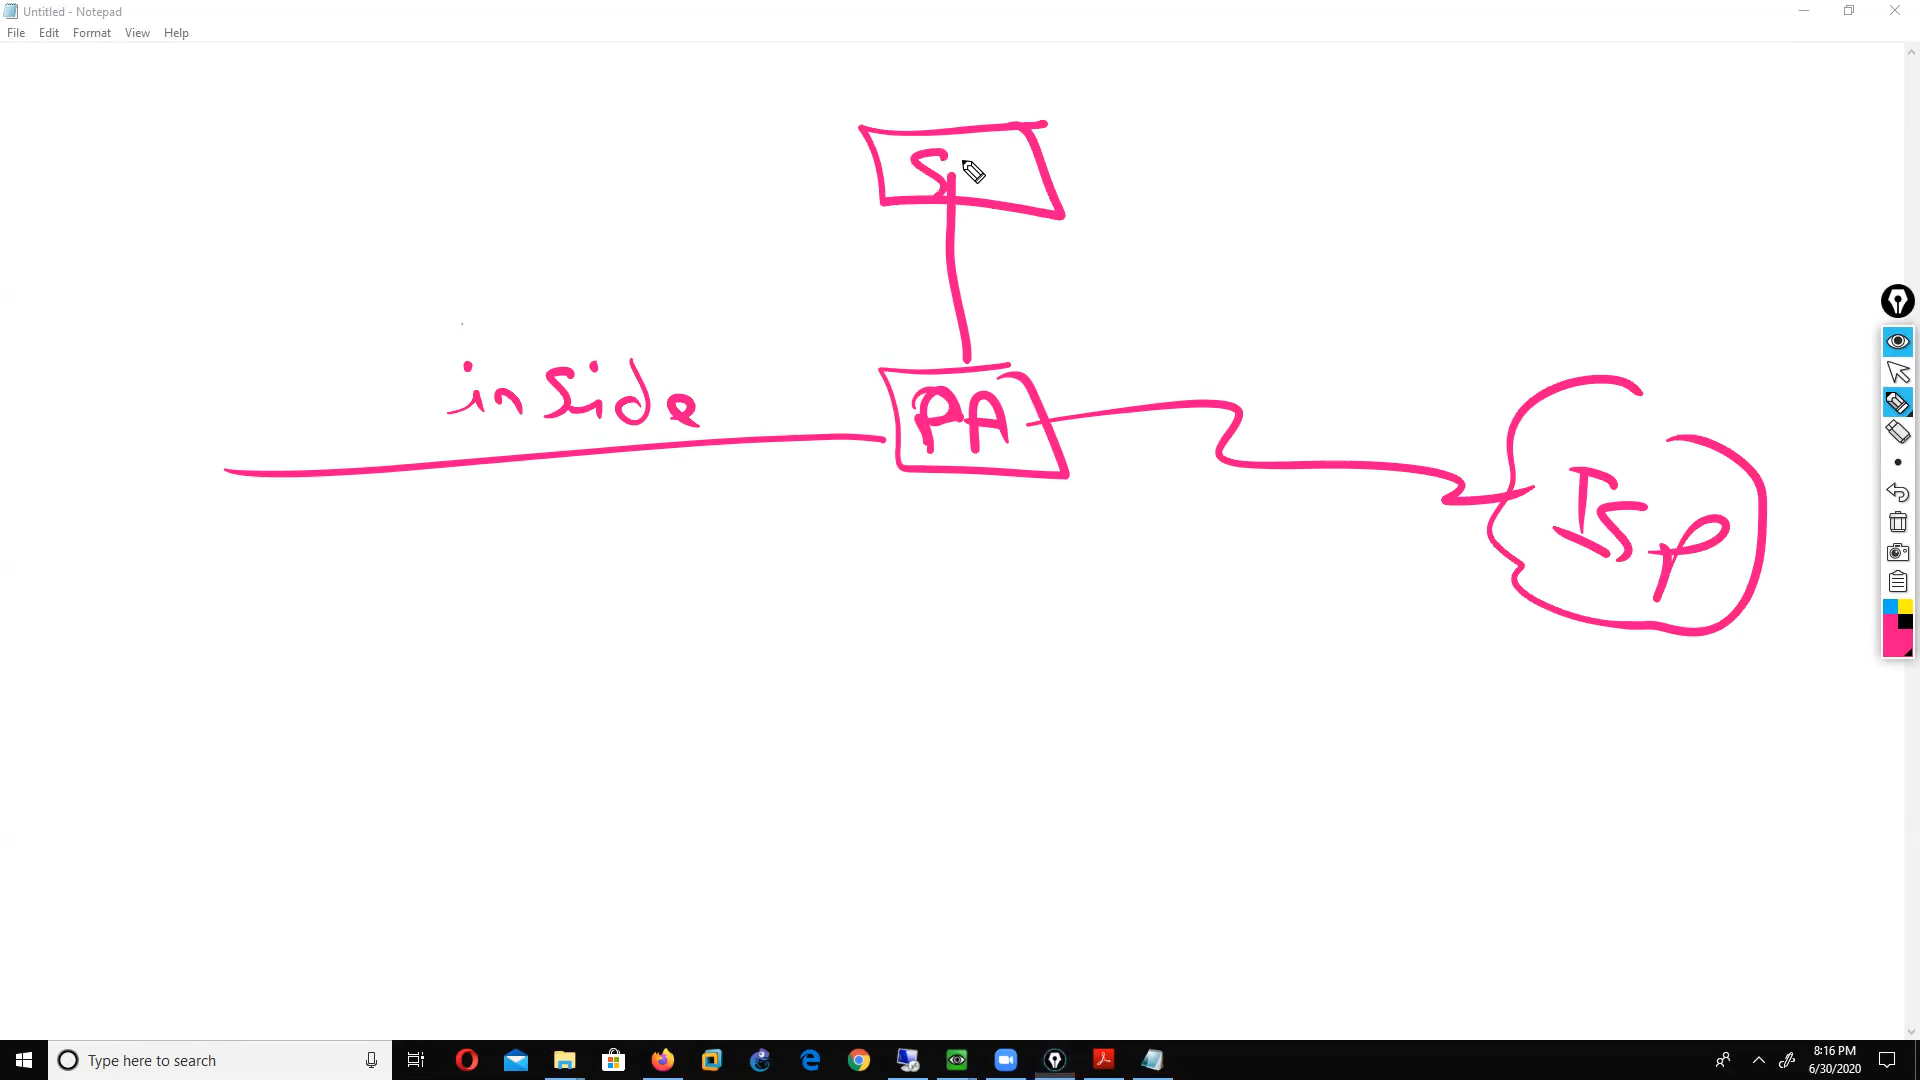 Untitled - Notepad
File Edit Format View Help
S
inside
PA
ISP
Type here to search
8:16 PM
6/30/2020